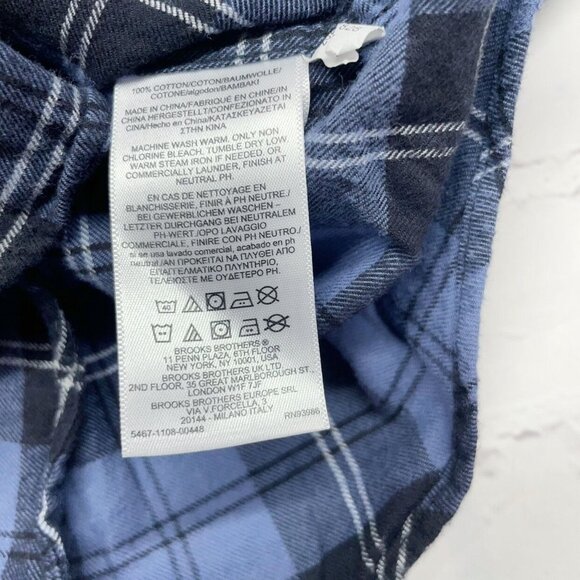 100% COTTON/COTON/BAUMWOLLE/
COTONE/algodon/ΒΑΜΒΑΚΙ
MADE IN CHINA/FABRIQUE EN CHINE/IN
CHINA HERGESTELLT/CONFEZIONATO IN
CINA/Hecho en China/ΚΑΤΑΣΚΕΥΑΖΕΤΑΙ
ΣΤΗΝ ΚΙΝΑ
MACHINE WASH WARM, ONLY NON
CHLORINE BLEACH. TUMBLE DRY LOW
WARM STEAM IRON IF NEEDED. OR
COMMERCIALLY LAUNDER, FINISH AT
NEUTRAL PH.
EN CAS DE NETTOYAGE EN
BLANCHISSERIE, FINIR À PH NEUTRE./
BEI GEWERBLICHEM WASCHEN –
LETZTER DURCHGANG BEI NEUTRALEM
PH-WERT /OPO LAVAGGIO
COMMERCIALE, FINIRE CON PH NEUTRO/
si se usa lavado comercial, acabado en ph
neutral/ΑΝ ΠΡΟΚΕΙΤΑΙ ΝΑ ΠΛΥΘΕΙ ΑΠΟ
ΕΠΑΓΓΕΛΜΑΤΙΚΟ ΠΛΥΝΤΗΡΙΟ,
ΤΕΛΕΙΩΣΤΕ ΜΕ ΟΥΔΕΤΕΡΟ PH.
40
BROOKS BROTHERS ®
11 PENN PLAZA, 6TH FLOOR
NEW YORK, NY 10001, USA
BROOKS BROTHERS UK LTD
2ND FLOOR, 35 GREAT MARLBOROUGH ST.,
LONDON W1F 7JF
BROOKS BROTHERS EUROPE SRL
VIA V.FORCELLA, 3
20144 - MILANO ITALY
RN93986
5467-1108-00448